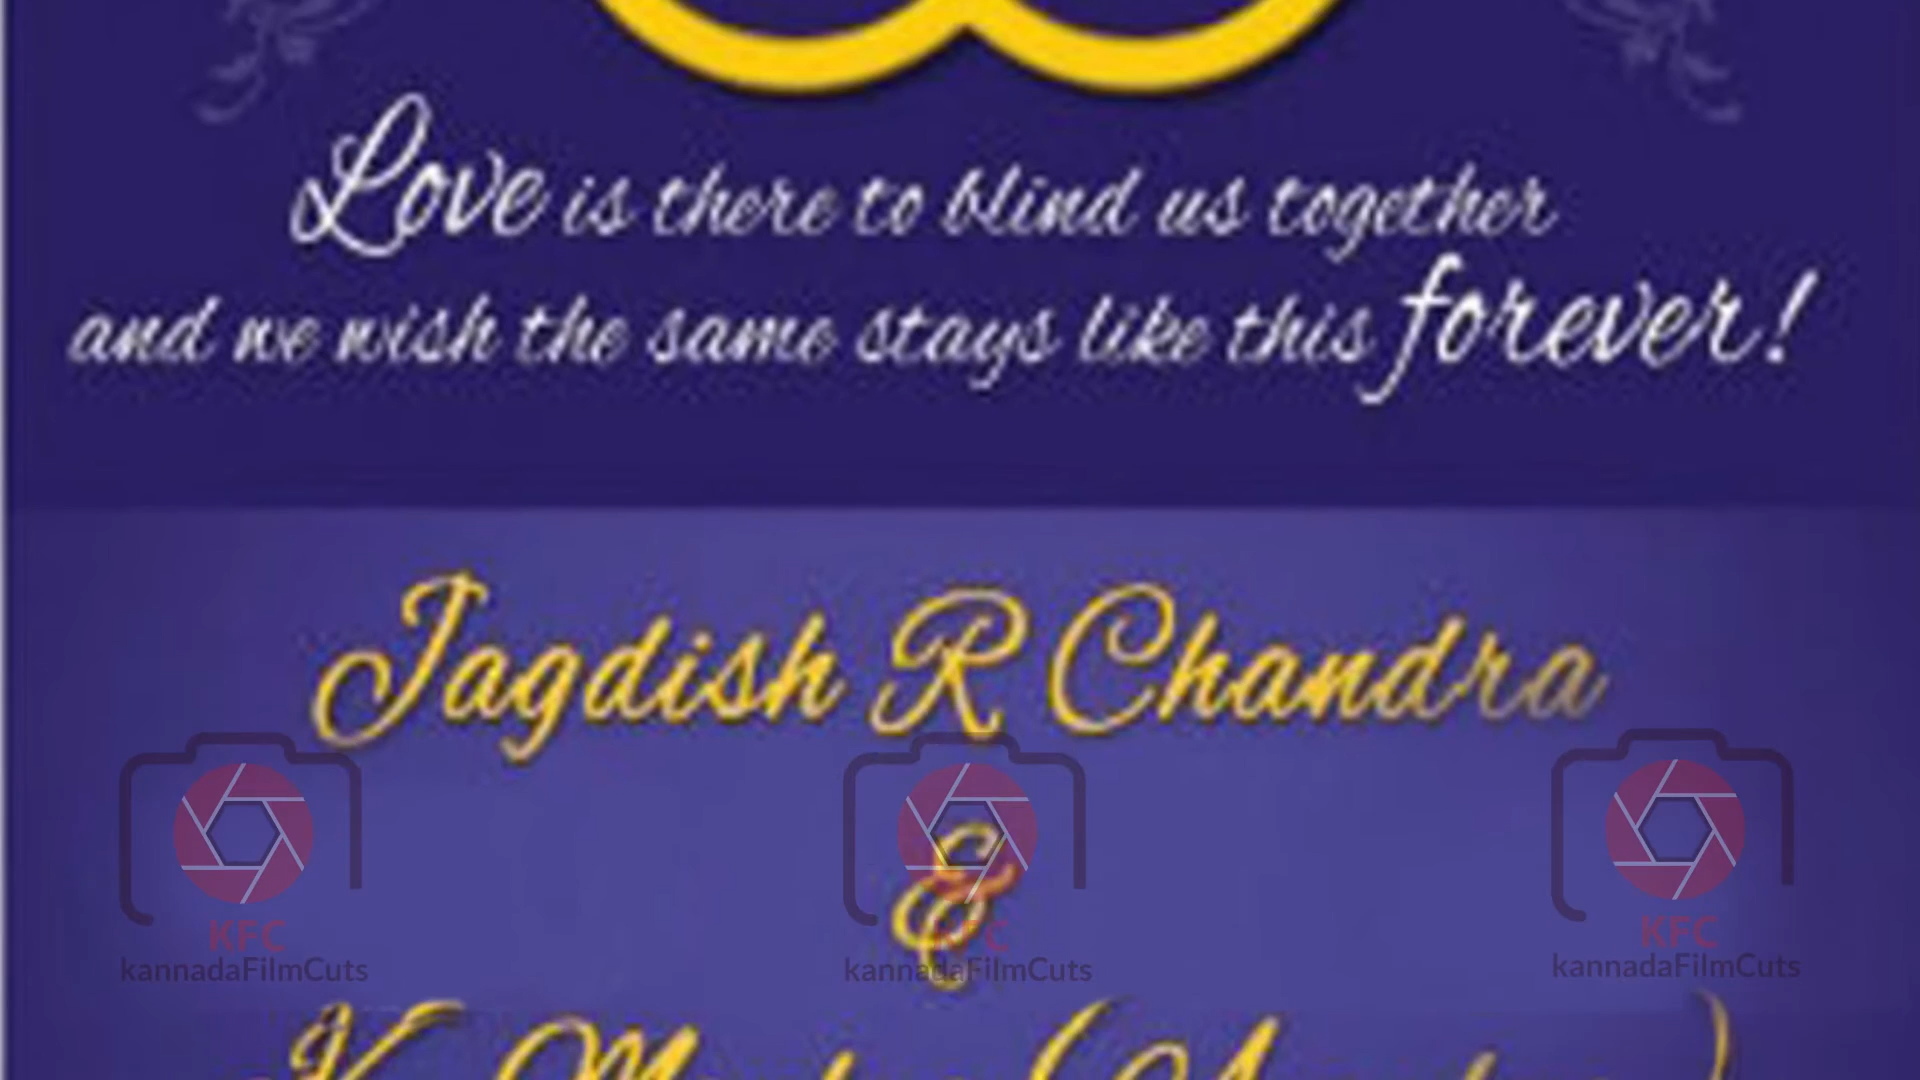 Love is there to blind us together
and we wish the same stays like this forever!
Jagdish R Chandra
&
KFC
kannadaFilmCuts
KFC
kannadaFilmCuts
KFC
kannadaFilmCuts